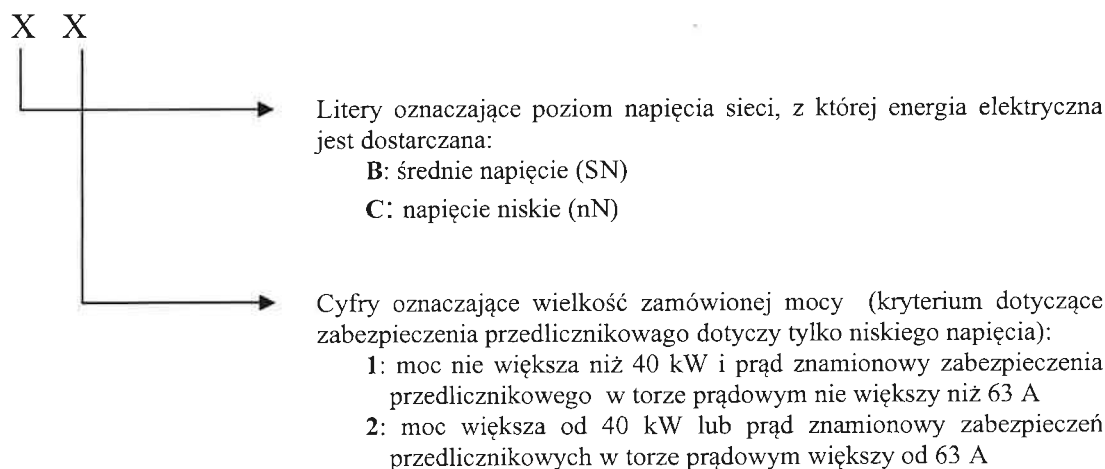 X X
Litery oznaczające poziom napięcia sieci, z której energia elektryczna
jest dostarczana:
B: średnie napięcie (SN)
C: napięcie niskie (nN)
Cyfry oznaczające wielkość zamówionej mocy (kryterium dotyczące
zabezpieczenia przedlicznikowago dotyczy tylko niskiego napięcia):
1: moc nie większa niż 40 kW i prąd znamionowy zabezpieczenia
przedlicznikowego w torze prądowym nie większy niż 63 A
2: moc większa od 40 kW lub prąd znamionowy zabezpieczeń
przedlicznikowych w torze prądowym większy od 63 A